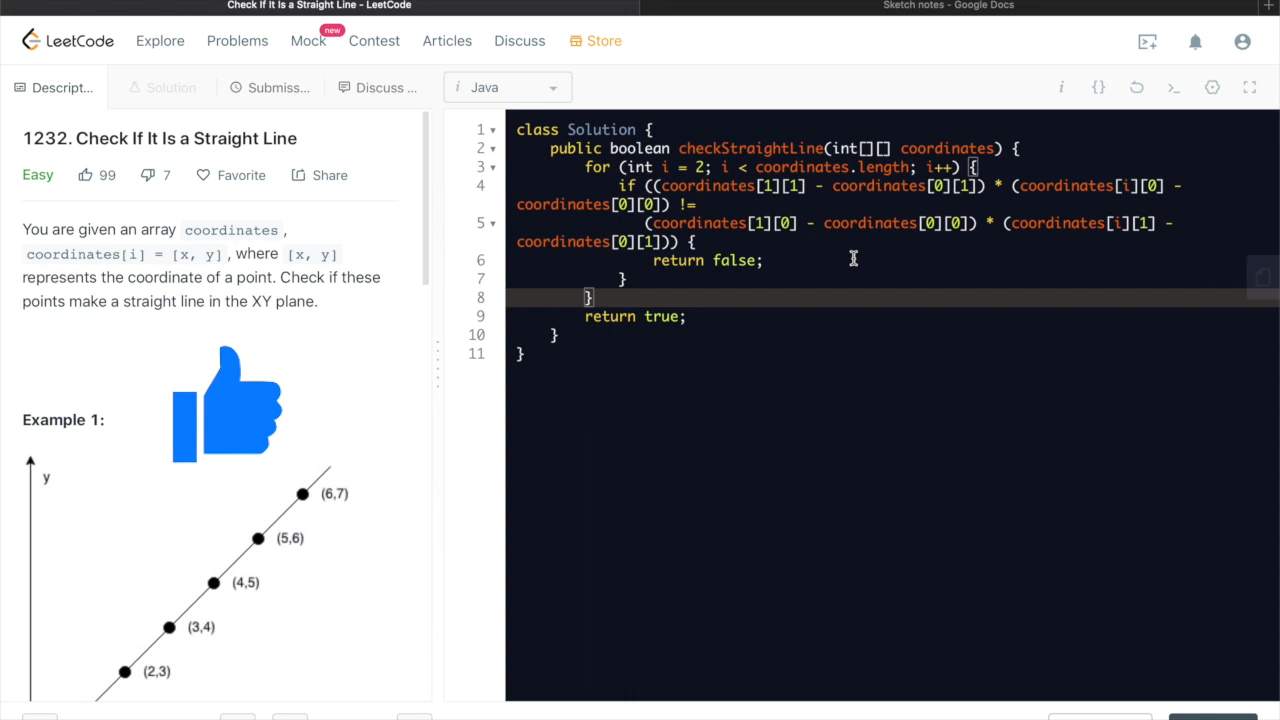 Check If It Is a Straight Line - LeetCode
Sketch notes - Google Docs
LeetCode
Explore
Problems
Mock
new
Contest
Articles
Discuss
Store
Descript...
Solution
Submiss...
Discuss ...
i Java
i {}
1232. Check If It Is a Straight Line
Easy 99 7 Favorite Share
You are given an array coordinates ,
coordinates[i] = [x, y] , where [x, y]
represents the coordinate of a point. Check if these
points make a straight line in the XY plane.
Example 1:
y
(6,7)
(5,6)
(4,5)
(3,4)
(2,3)
1 class Solution {
2 public boolean checkStraightLine(int[][] coordinates) {
3 for (int i = 2; i < coordinates.length; i++) {
4 if ((coordinates[1][1] - coordinates[0][1]) * (coordinates[i][0] -
coordinates[0][0]) !=
5 (coordinates[1][0] - coordinates[0][0]) * (coordinates[i][1] -
coordinates[0][1])) {
6 return false;
7 }
8 }
9 return true;
10 }
11 }